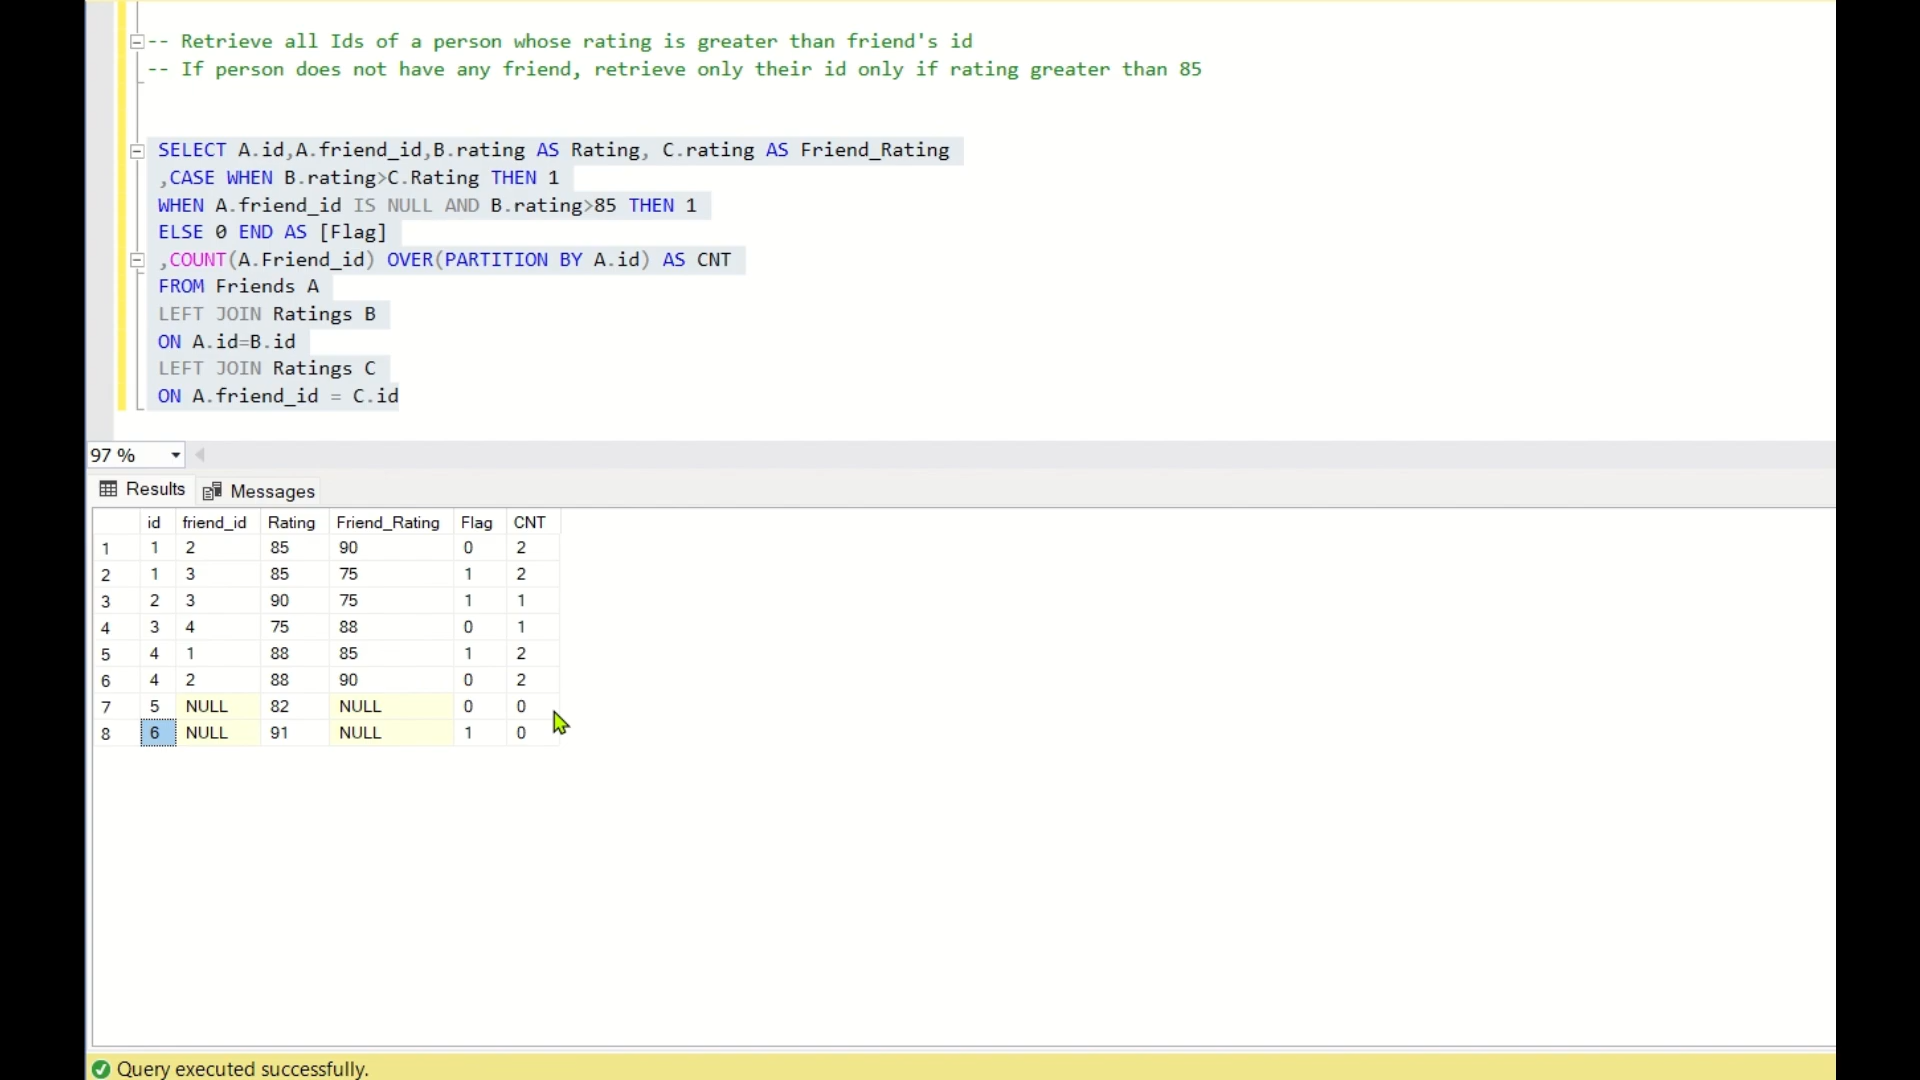 -- Retrieve all Ids of a person whose rating is greater than friend's id
-- If person does not have any friend, retrieve only their id only if rating greater than 85
SELECT A.id,A.friend_id,B.rating AS Rating, C.rating AS Friend_Rating
,CASE WHEN B.rating>C.Rating THEN 1
WHEN A.friend_id IS NULL AND B.rating>85 THEN 1
ELSE 0 END AS [Flag]
,COUNT(A.Friend_id) OVER(PARTITION BY A.id) AS CNT
FROM Friends A
LEFT JOIN Ratings B
ON A.id=B.id
LEFT JOIN Ratings C
ON A.friend_id = C.id
97 %
Results Messages
id friend_id Rating Friend_Rating Flag CNT
1 1 2 85 90 0 2
2 1 3 85 75 1 2
3 2 3 90 75 1 1
4 3 4 75 88 0 1
5 4 1 88 85 1 2
6 4 2 88 90 0 2
7 5 NULL 82 NULL 0 0
8 6 NULL 91 NULL 1 0
Query executed successfully.